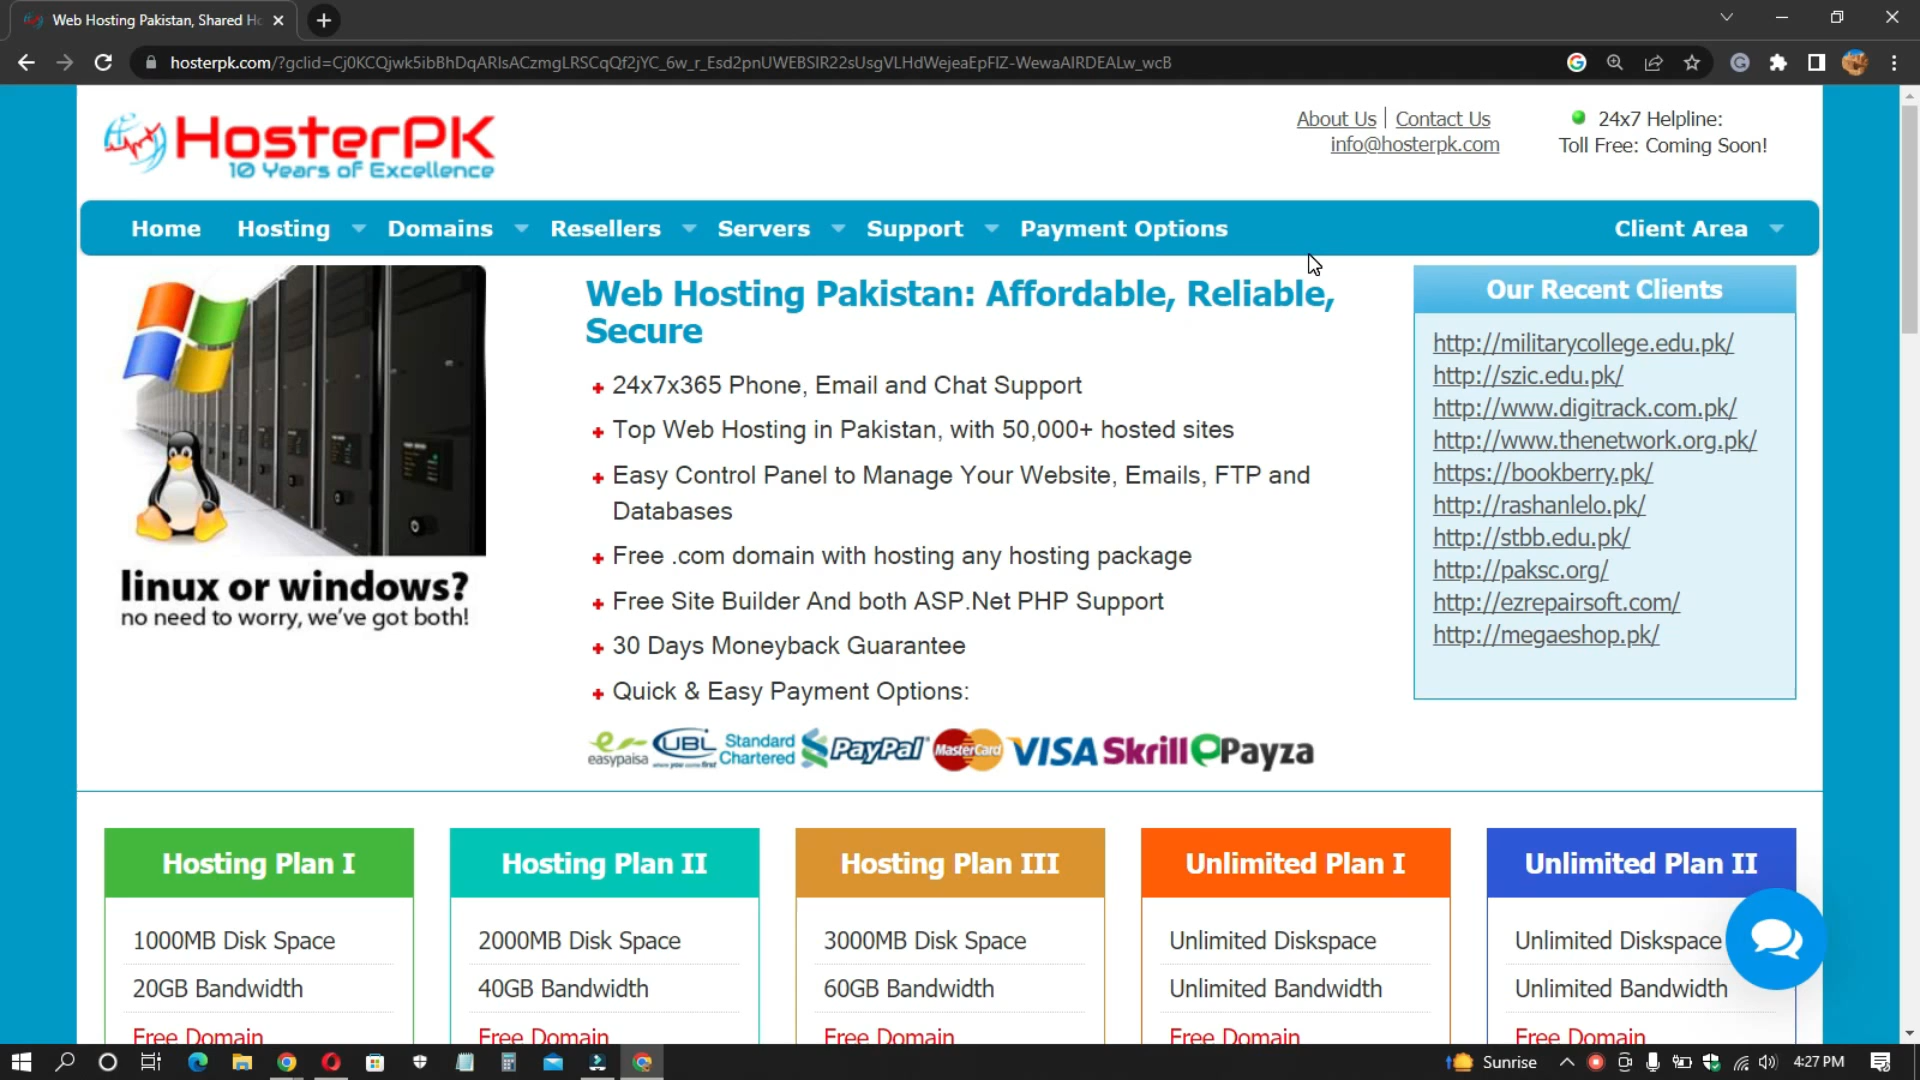 Web Hosting Pakistan, Shared Ho
hosterpk.com/?gclid=Cj0KCQjwk5ibBhDqARIsACzmgLRSCqQf2jYC_6w_r_Esd2pnUWEBSIR22sUsgVLHdWejeaEpFIZ-WewaAIRDEALw_wcB
HosterPK
10 Years of Excellence
About Us | Contact Us
info@hosterpk.com
24x7 Helpline:
Toll Free: Coming Soon!
Home Hosting Domains Resellers Servers Support Payment Options Client Area
linux or windows?
no need to worry, we've got both!
Web Hosting Pakistan: Affordable, Reliable,
Secure
24x7x365 Phone, Email and Chat Support
Top Web Hosting in Pakistan, with 50,000+ hosted sites
Easy Control Panel to Manage Your Website, Emails, FTP and
Databases
Free .com domain with hosting any hosting package
Free Site Builder And both ASP.Net PHP Support
30 Days Moneyback Guarantee
Quick & Easy Payment Options:
easypaisa UBL where you come first Standard Chartered PayPal MasterCard VISA Skrill Payza
Our Recent Clients
http://militarycollege.edu.pk/
http://szic.edu.pk/
http://www.digitrack.com.pk/
http://www.thenetwork.org.pk/
https://bookberry.pk/
http://rashanlelo.pk/
http://stbb.edu.pk/
http://paksc.org/
http://ezrepairsoft.com/
http://megaeshop.pk/
Hosting Plan I
1000MB Disk Space
20GB Bandwidth
Free Domain
Hosting Plan II
2000MB Disk Space
40GB Bandwidth
Free Domain
Hosting Plan III
3000MB Disk Space
60GB Bandwidth
Free Domain
Unlimited Plan I
Unlimited Diskspace
Unlimited Bandwidth
Free Domain
Unlimited Plan II
Unlimited Diskspace
Unlimited Bandwidth
Free Domain
Sunrise
4:27 PM